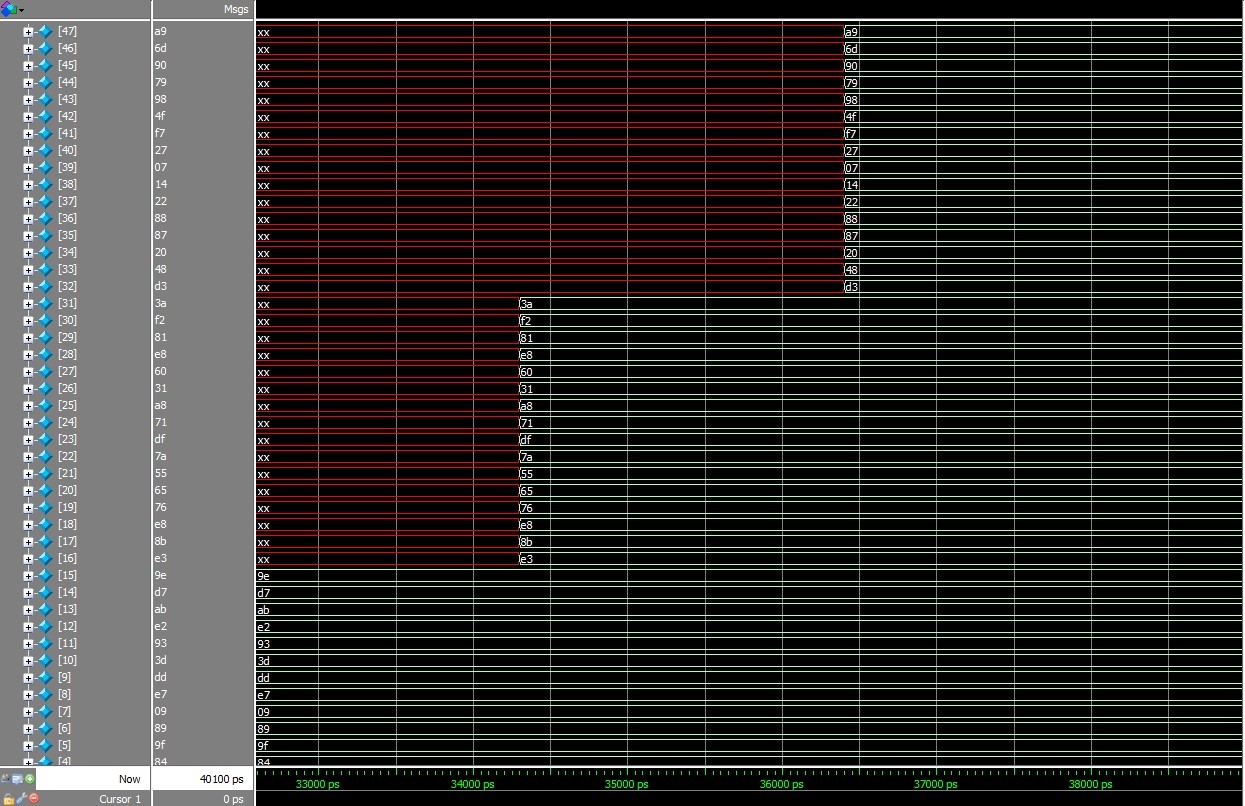 Msgs
[47] a9 xx a9
[46] 6d xx 6d
[45] 90 xx 90
[44] 79 xx 79
[43] 98 xx 98
[42] 4f xx 4f
[41] f7 xx f7
[40] 27 xx 27
[39] 07 xx 07
[38] 14 xx 14
[37] 22 xx 22
[36] 88 xx 88
[35] 87 xx 87
[34] 20 xx 20
[33] 48 xx 48
[32] d3 xx d3
[31] 3a xx 3a
[30] f2 xx f2
[29] 81 xx 81
[28] e8 xx e8
[27] 60 xx 60
[26] 31 xx 31
[25] a8 xx a8
[24] 71 xx 71
[23] df xx df
[22] 7a xx 7a
[21] 55 xx 55
[20] 65 xx 65
[19] 76 xx 76
[18] e8 xx e8
[17] 8b xx 8b
[16] e3 xx e3
[15] 9e 9e
[14] d7 d7
[13] ab ab
[12] e2 e2
[11] 93 93
[10] 3d 3d
[9] dd dd
[8] e7 e7
[7] 09 09
[6] 89 89
[5] 9f 9f
[4] 84 84
Now 40100 ps 33000 ps 34000 ps 35000 ps 36000 ps 37000 ps 38000 ps
Cursor 1 0 ps